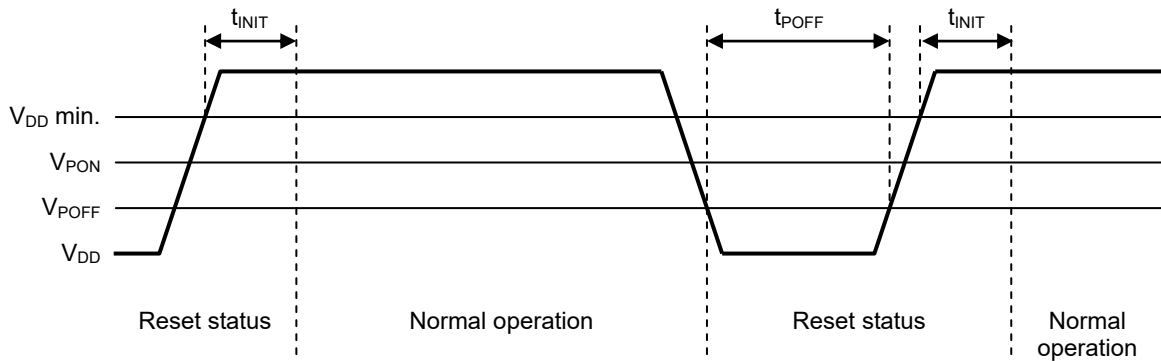 tINIT
tPOFF
tINIT
VDD min.
VPON
VPOFF
VDD
Reset status
Normal operation
Reset status
Normal
operation